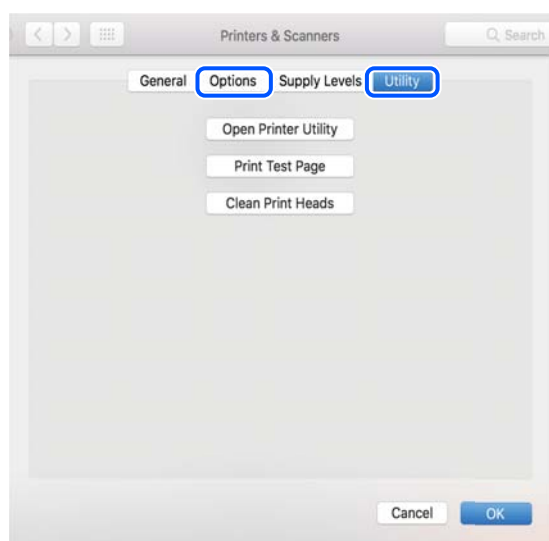 Printers & Scanners
Search
General Options Supply Levels Utility
Open Printer Utility
Print Test Page
Clean Print Heads
Cancel OK